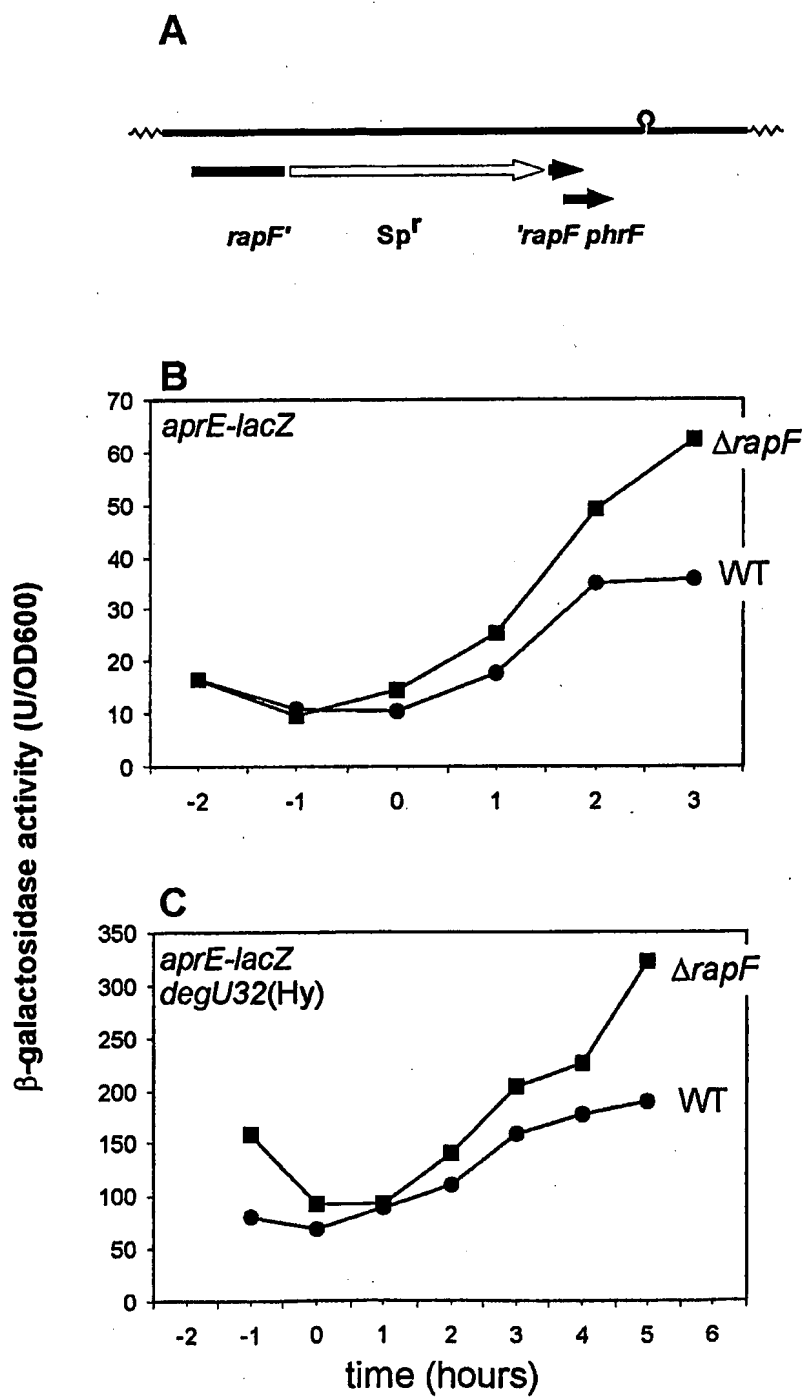 A
rapF'
Spʳ
'rapF phrF
B
aprE-lacZ
70
60
50
40
30
20
10
0
-2
-1
0
1
2
3
ΔrapF
WT
β-galactosidase activity (U/OD600)
C
aprE-lacZ
degU32(Hy)
350
300
250
200
150
100
50
0
-2
-1
0
1
2
3
4
5
6
ΔrapF
WT
time (hours)